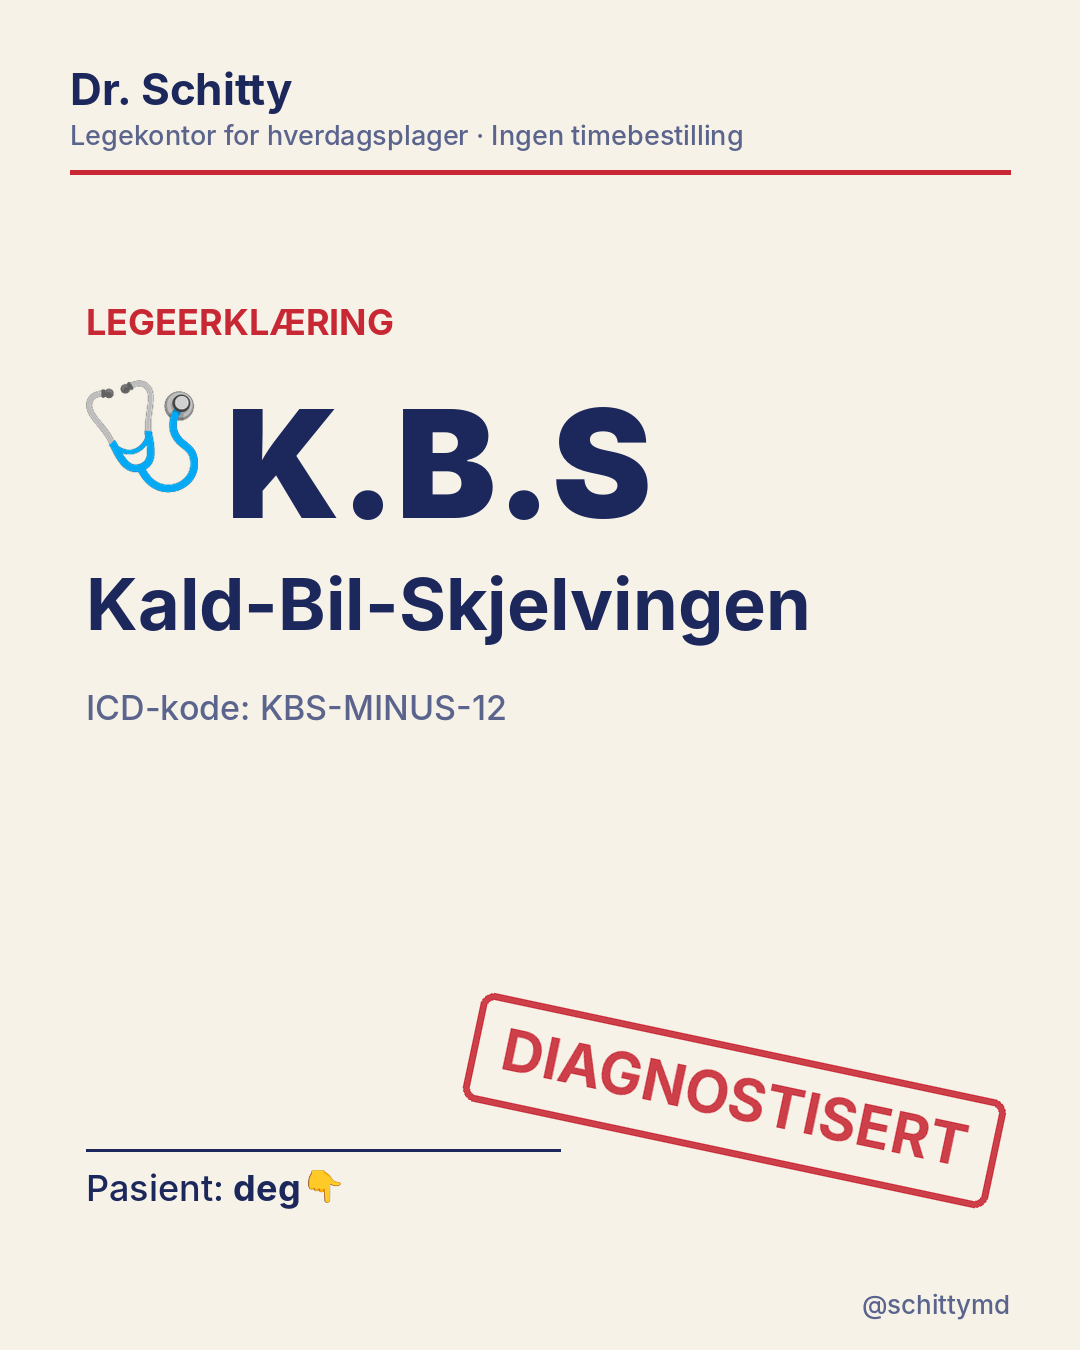 Dr. Schitty
Legekontor for hverdagsplager · Ingen timebestilling
LEGEERKLÆRING
🩺 K.B.S
Kald-Bil-Skjelvingen
ICD-kode: KBS-MINUS-12
DIAGNOSTISERT
Pasient: deg👇
@schittymd